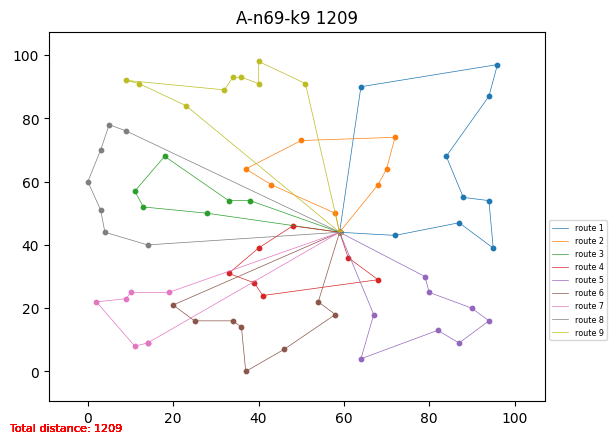 A-n69-k9 1209
100
80
60
40
20
0
0 20 40 60 80 100
route 1
route 2
route 3
route 4
route 5
route 6
route 7
route 8
route 9
Total distance: 1209